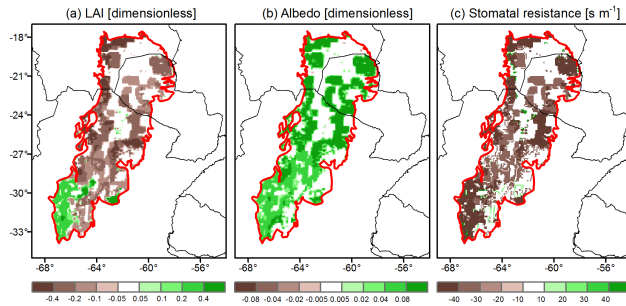 (a) LAI [dimensionless]
(b) Albedo [dimensionless]
(c) Stomatal resistance [s m⁻¹]
-18°
-21°
-24°
-27°
-30°
-33°
-68° -64° -60° -56°
-68° -64° -60° -56°
-68° -64° -60° -56°
-0.4 -0.2 -0.1 -0.05 0.05 0.1 0.2 0.4
-0.08 -0.04 -0.02 -0.005 0.005 0.02 0.04 0.08
-40 -30 -20 -10 10 20 30 40